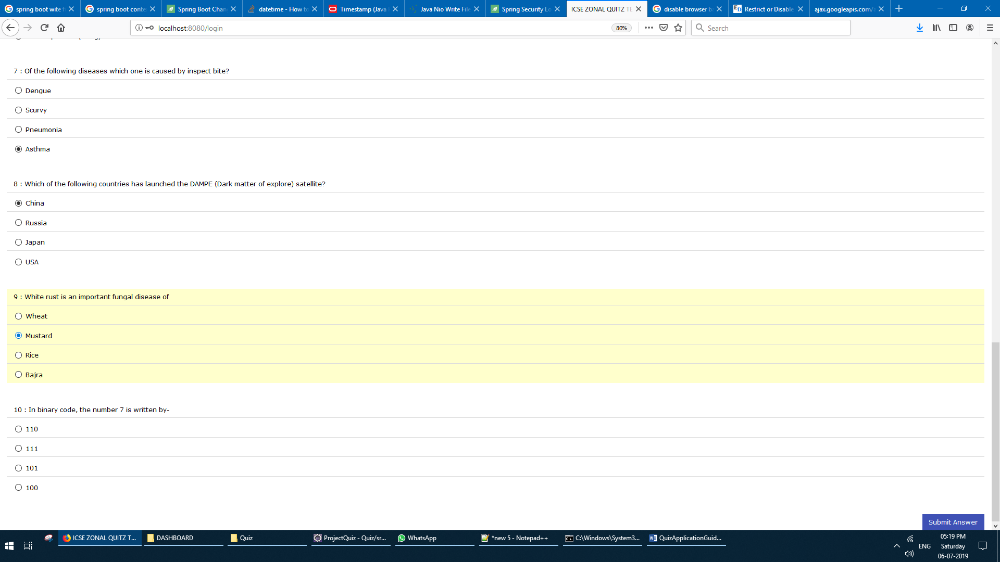 spring boot wite f
spring boot conte
Spring Boot Chan
datetime - How to
Timestamp (Java
Java Nio Write File
Spring Security Lo
ICSE ZONAL QUITZ TE
disable browser b
Restrict or Disable
ajax.googleapis.com/
localhost:8080/login
80%
Search
7 : Of the following diseases which one is caused by inspect bite?
Dengue
Scurvy
Pneumonia
Asthma
8 : Which of the following countries has launched the DAMPE (Dark matter of explore) satellite?
China
Russia
Japan
USA
9 : White rust is an important fungal disease of
Wheat
Mustard
Rice
Bajra
10 : In binary code, the number 7 is written by-
110
111
101
100
Submit Answer
ICSE ZONAL QUITZ T...
DASHBOARD
Quiz
ProjectQuiz - Quiz/sr...
WhatsApp
*new 5 - Notepad++
C:\Windows\System3...
QuizApplicationGuid...
ENG
05:19 PM
Saturday
06-07-2019